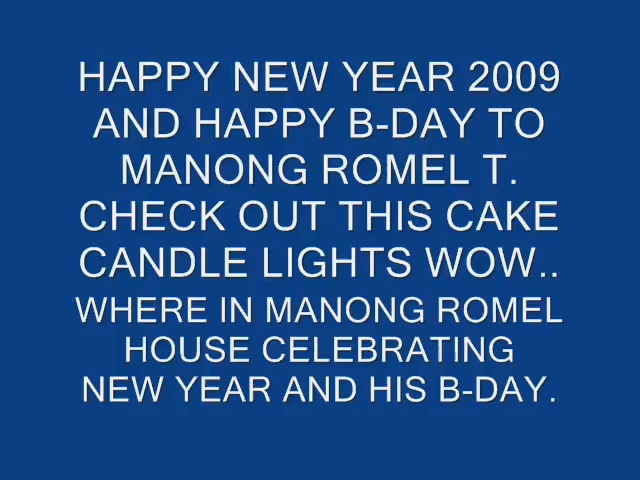 HAPPY NEW YEAR 2009
AND HAPPY B-DAY TO
MANONG ROMEL T.
CHECK OUT THIS CAKE
CANDLE LIGHTS WOW..
WHERE IN MANONG ROMEL
HOUSE CELEBRATING
NEW YEAR AND HIS B-DAY.